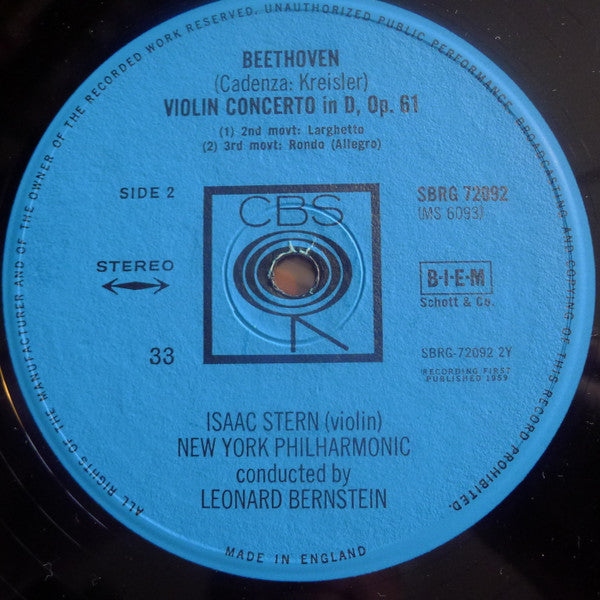 ALL RIGHTS OF THE MANUFACTURER AND OF THE OWNER OF THE RECORDED WORK RESERVED. UNAUTHORIZED PUBLIC PERFORMANCE, BROADCASTING AND COPYING OF THIS RECORD PROHIBITED.
BEETHOVEN
(Cadenza: Kreisler)
VIOLIN CONCERTO in D, Op. 61
(1) 2nd movt: Larghetto
(2) 3rd movt: Rondo (Allegro)
SIDE 2
CBS
SBRG 72092
(MS 6093)
STEREO
B·I·E·M
Schott & Co.
33
SBRG-72092 2Y
RECORDING FIRST
PUBLISHED 1959
ISAAC STERN (violin)
NEW YORK PHILHARMONIC
conducted by
LEONARD BERNSTEIN
MADE IN ENGLAND